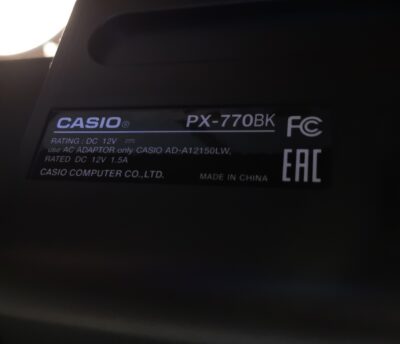 CASIO® PX-770BK FC
RATING : DC 12V ⎓
use AC ADAPTOR only CASIO AD-A12150LW,
RATED DC 12V 1.5A
CASIO COMPUTER CO.,LTD. MADE IN CHINA EAC